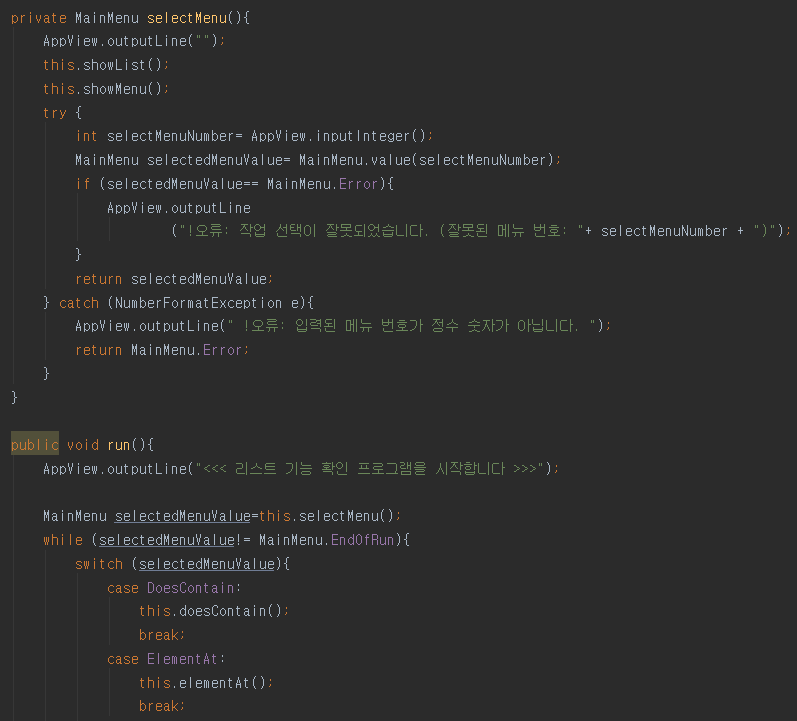 private MainMenu selectMenu(){
AppView.outputLine("");
this.showList();
this.showMenu();
try {
int selectMenuNumber= AppView.inputInteger();
MainMenu selectedMenuValue= MainMenu.value(selectMenuNumber);
if (selectedMenuValue== MainMenu.Error){
AppView.outputLine
("!오류: 작업 선택이 잘못되었습니다. (잘못된 메뉴 번호: "+ selectMenuNumber + ")");
}
return selectedMenuValue;
} catch (NumberFormatException e){
AppView.outputLine(" !오류: 입력된 메뉴 번호가 정수 숫자가 아닙니다. ");
return MainMenu.Error;
}
}
public void run(){
AppView.outputLine("<<< 리스트 기능 확인 프로그램을 시작합니다 >>>");
MainMenu selectedMenuValue=this.selectMenu();
while (selectedMenuValue!= MainMenu.EndOfRun){
switch (selectedMenuValue){
case DoesContain:
this.doesContain();
break;
case ElementAt:
this.elementAt();
break;